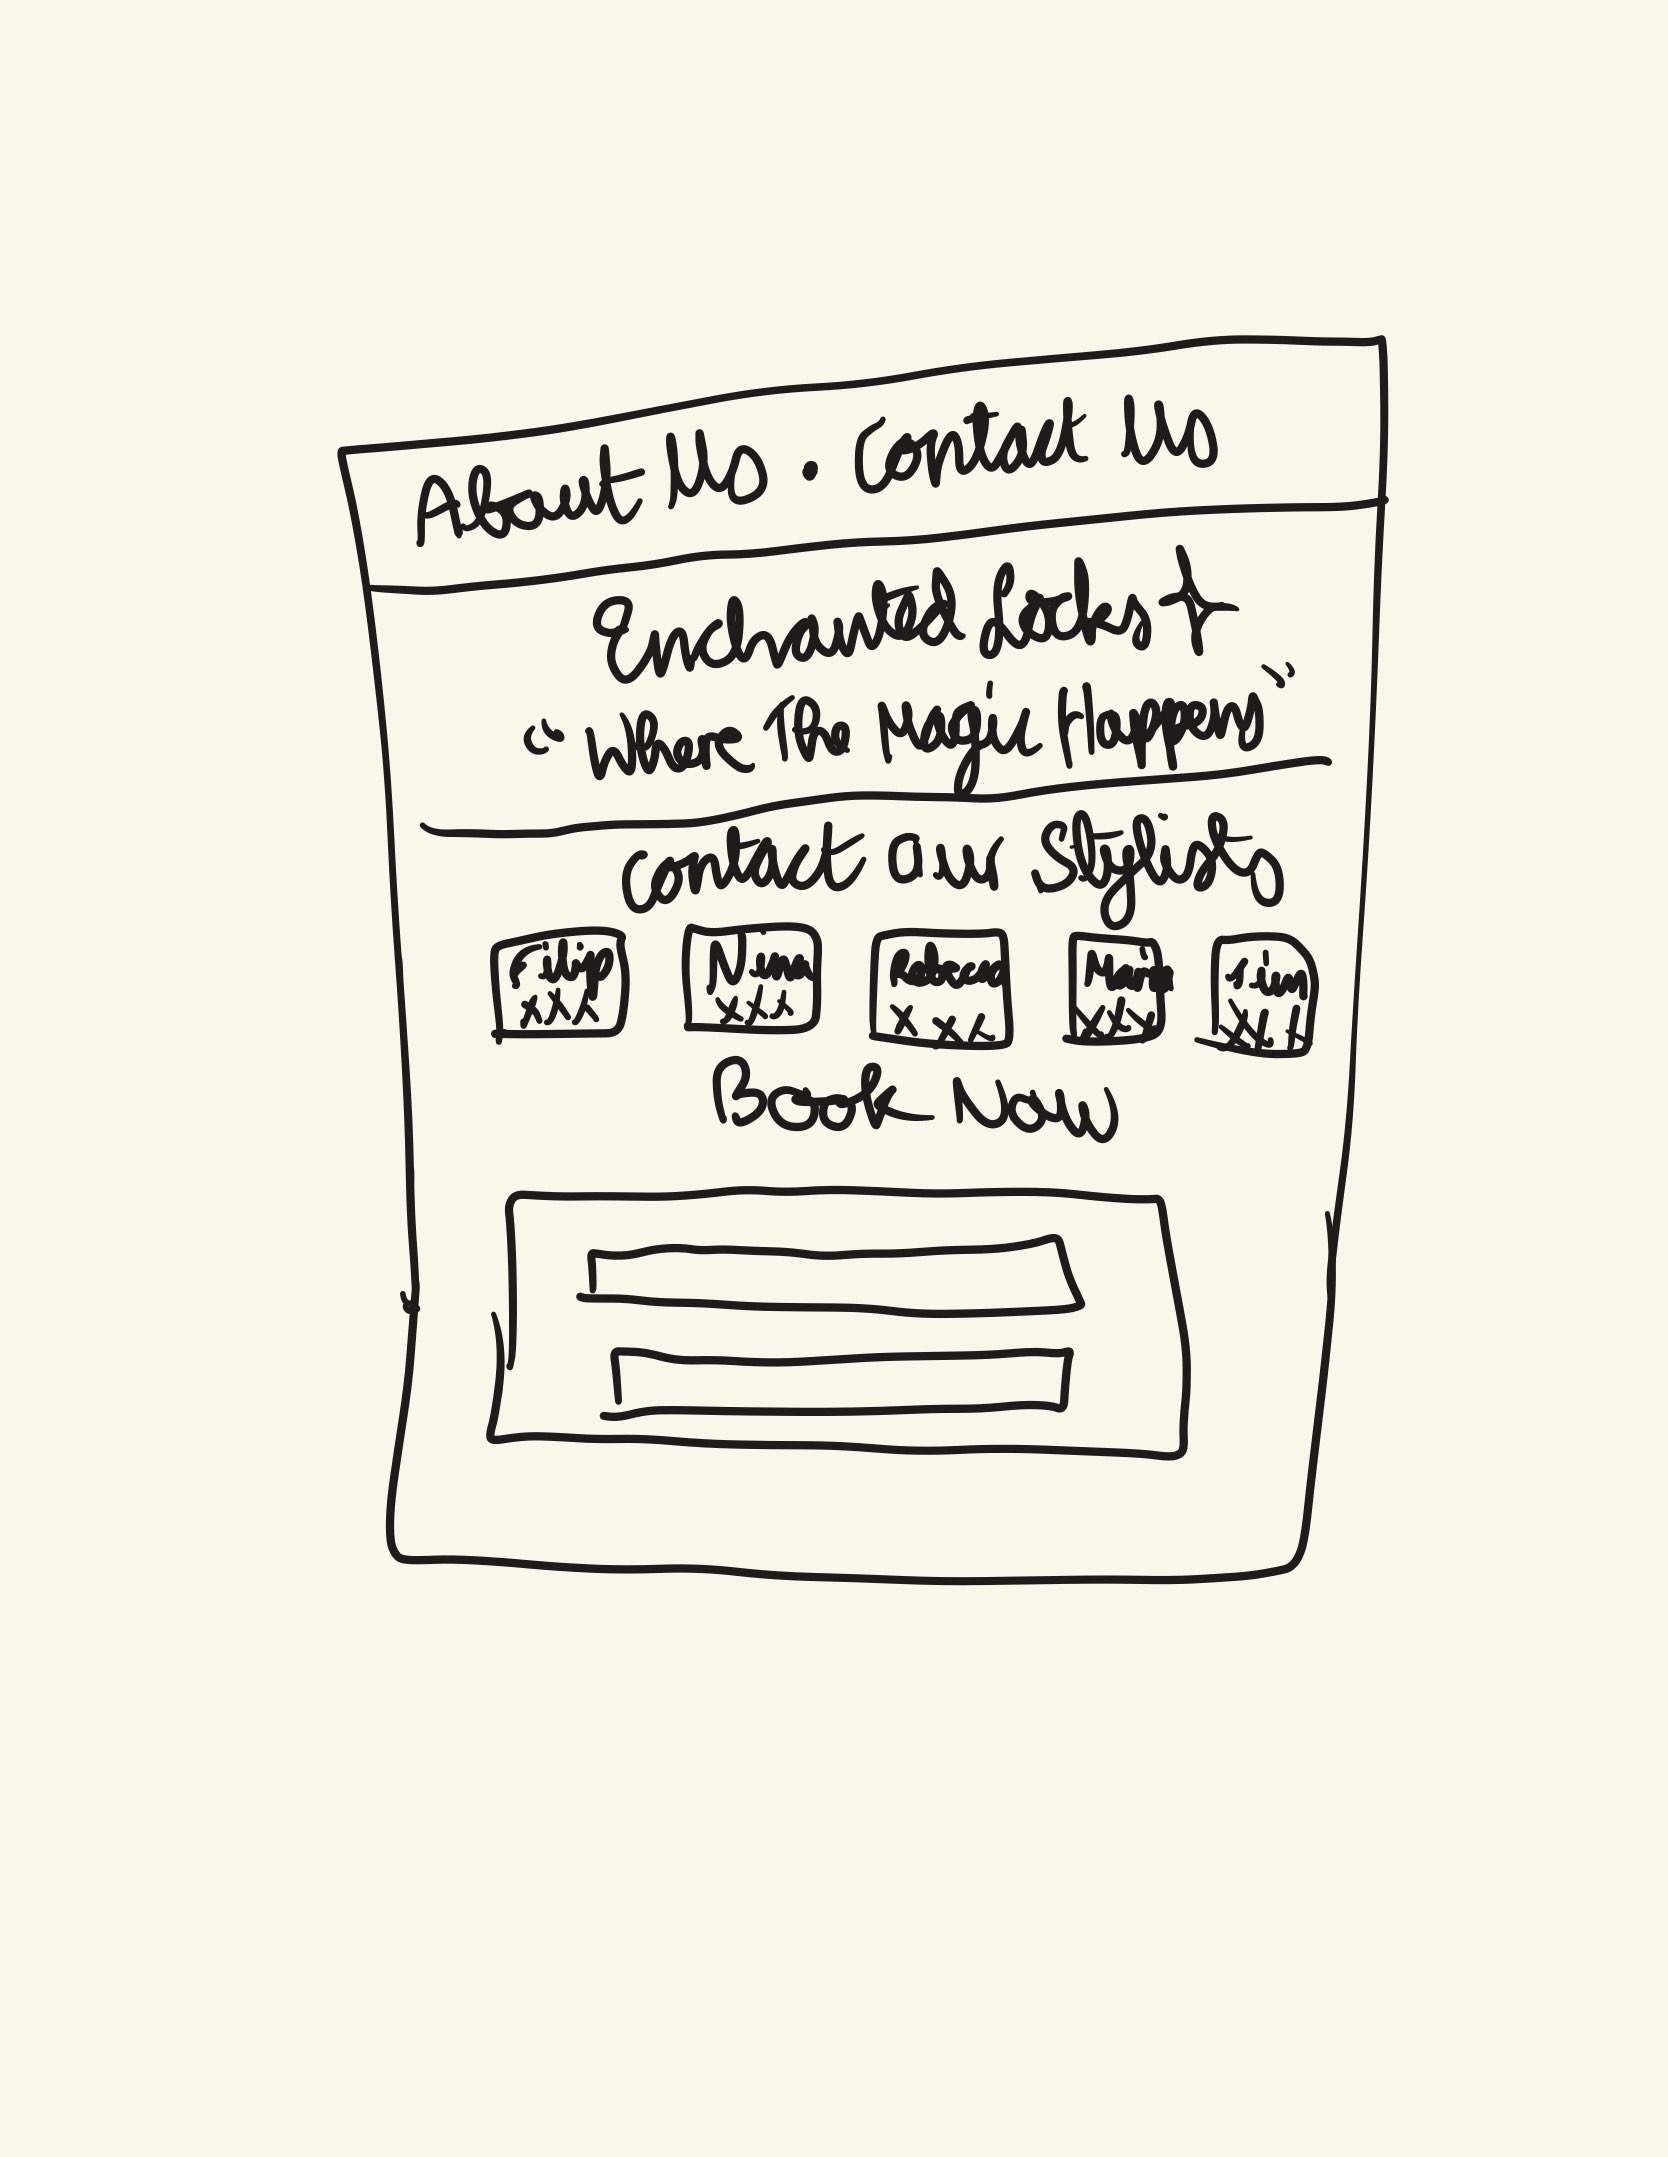 About Us • Contact Us
Enchanted Locks
“Where The Magic Happens”
Contact Our Stylists
Filip
xxx
Nina
xxx
Rebecca
xxx
Maria
xxx
xxx
Book Now